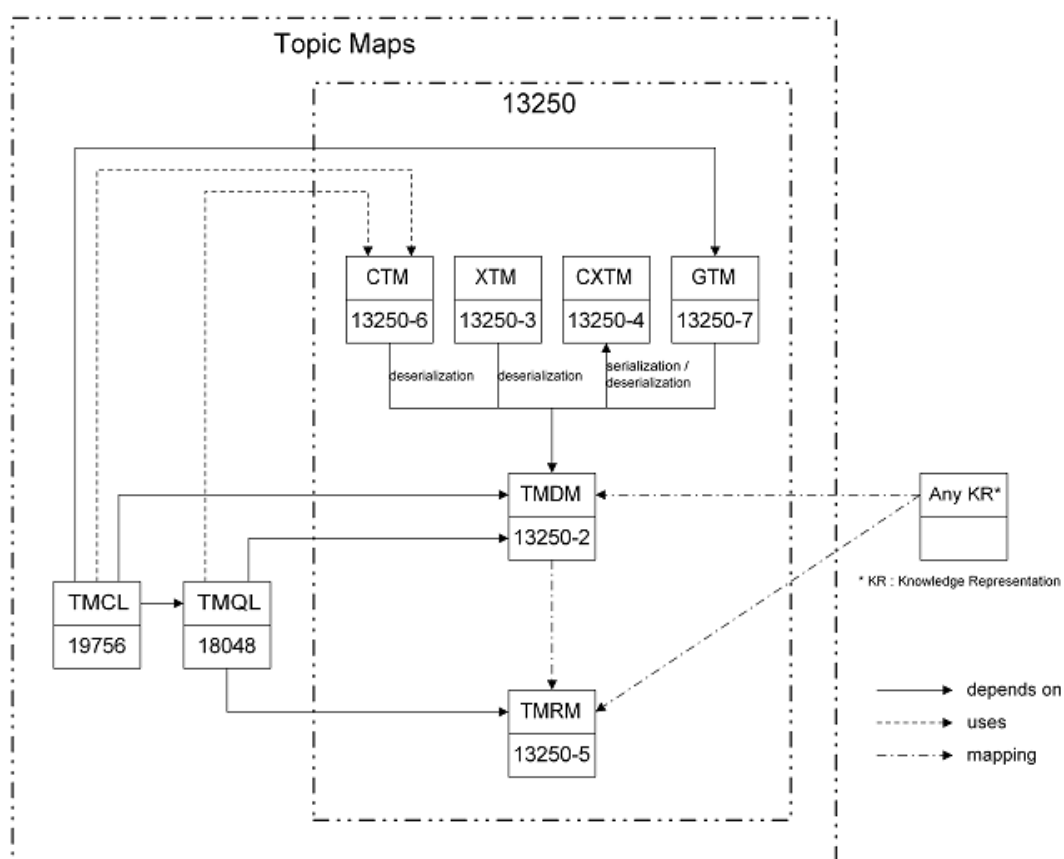 Topic Maps
13250
CTM
13250-6
XTM
13250-3
CXTM
13250-4
GTM
13250-7
deserialization
deserialization
serialization /
deserialization
TMDM
13250-2
Any KR*
* KR : Knowledge Representation
TMCL
19756
TMQL
18048
TMRM
13250-5
depends on
uses
mapping